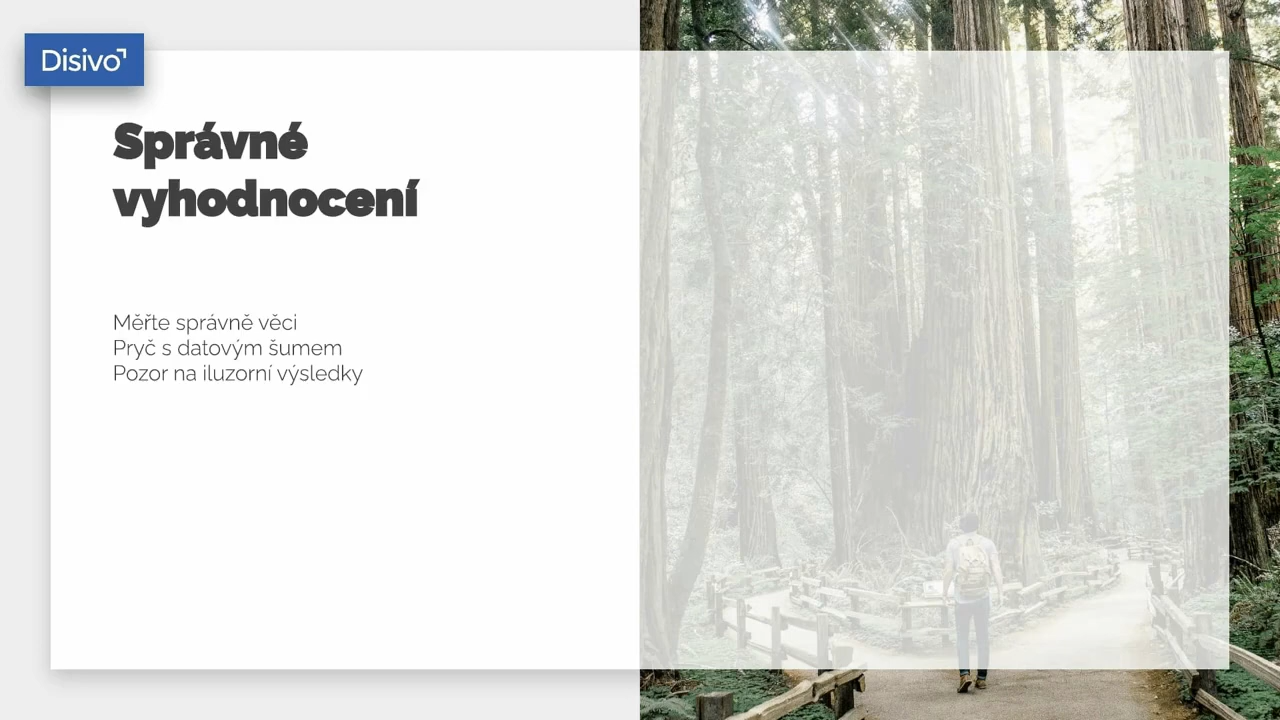 Disivo
Správné
vyhodnocení
Měřte správně věci
Pryč s datovým šumem
Pozor na iluzorní výsledky